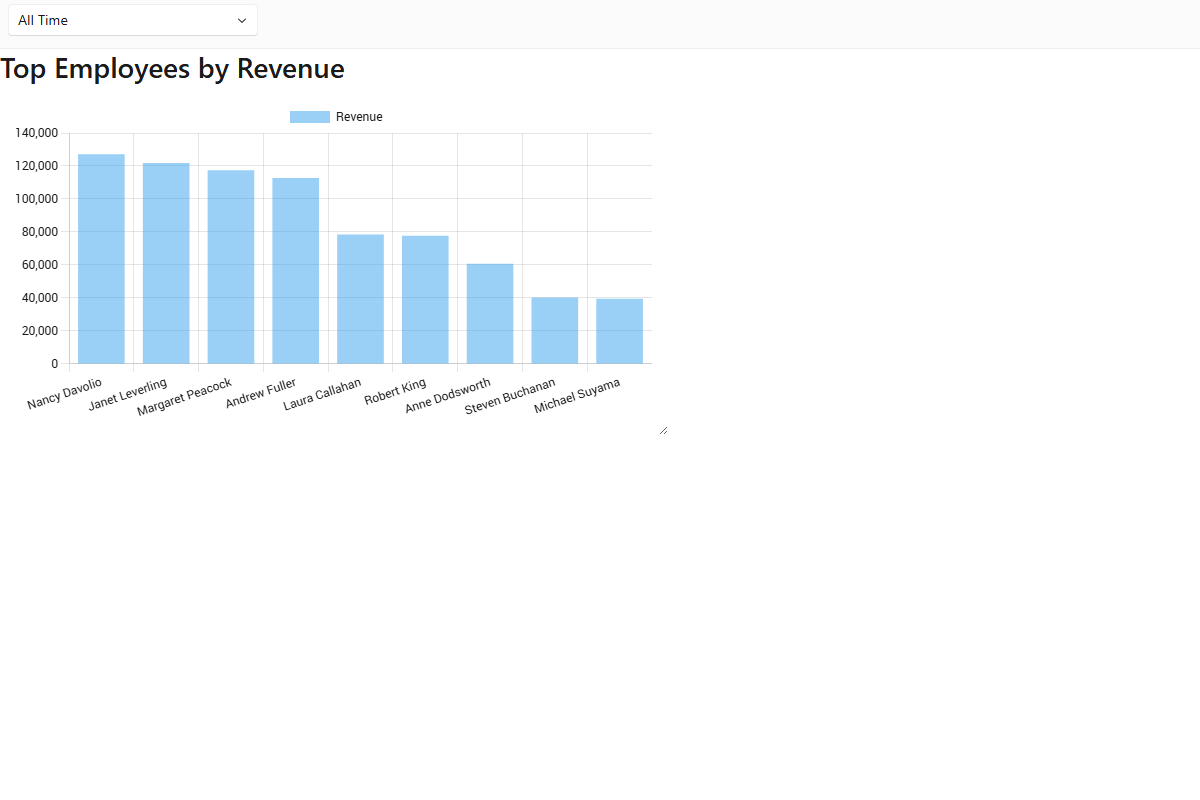 All Time
Top Employees by Revenue
Revenue
140,000
120,000
100,000
80,000
60,000
40,000
20,000
0
Nancy Davolio
Janet Leverling
Margaret Peacock
Andrew Fuller
Laura Callahan
Robert King
Anne Dodsworth
Steven Buchanan
Michael Suyama